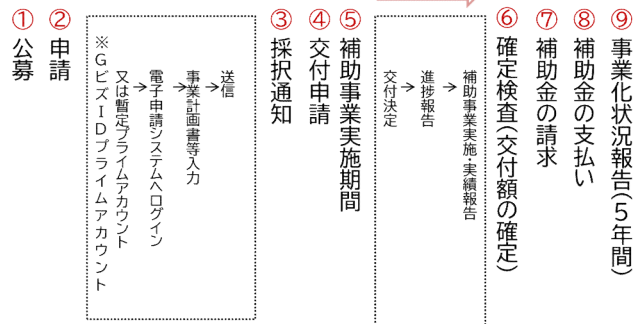 ① 公募
② 申請
※GビズIDプライムアカウント
又は暫定プライムアカウント
→電子申請システムへログイン
→事業計画書等入力
→送信
③ 採択通知
④ 交付申請
⑤ 補助事業実施期間
交付決定
→進捗報告
→補助事業実施・実績報告
⑥ 確定検査(交付額の確定)
⑦ 補助金の請求
⑧ 補助金の支払い
⑨ 事業化状況報告(5年間)